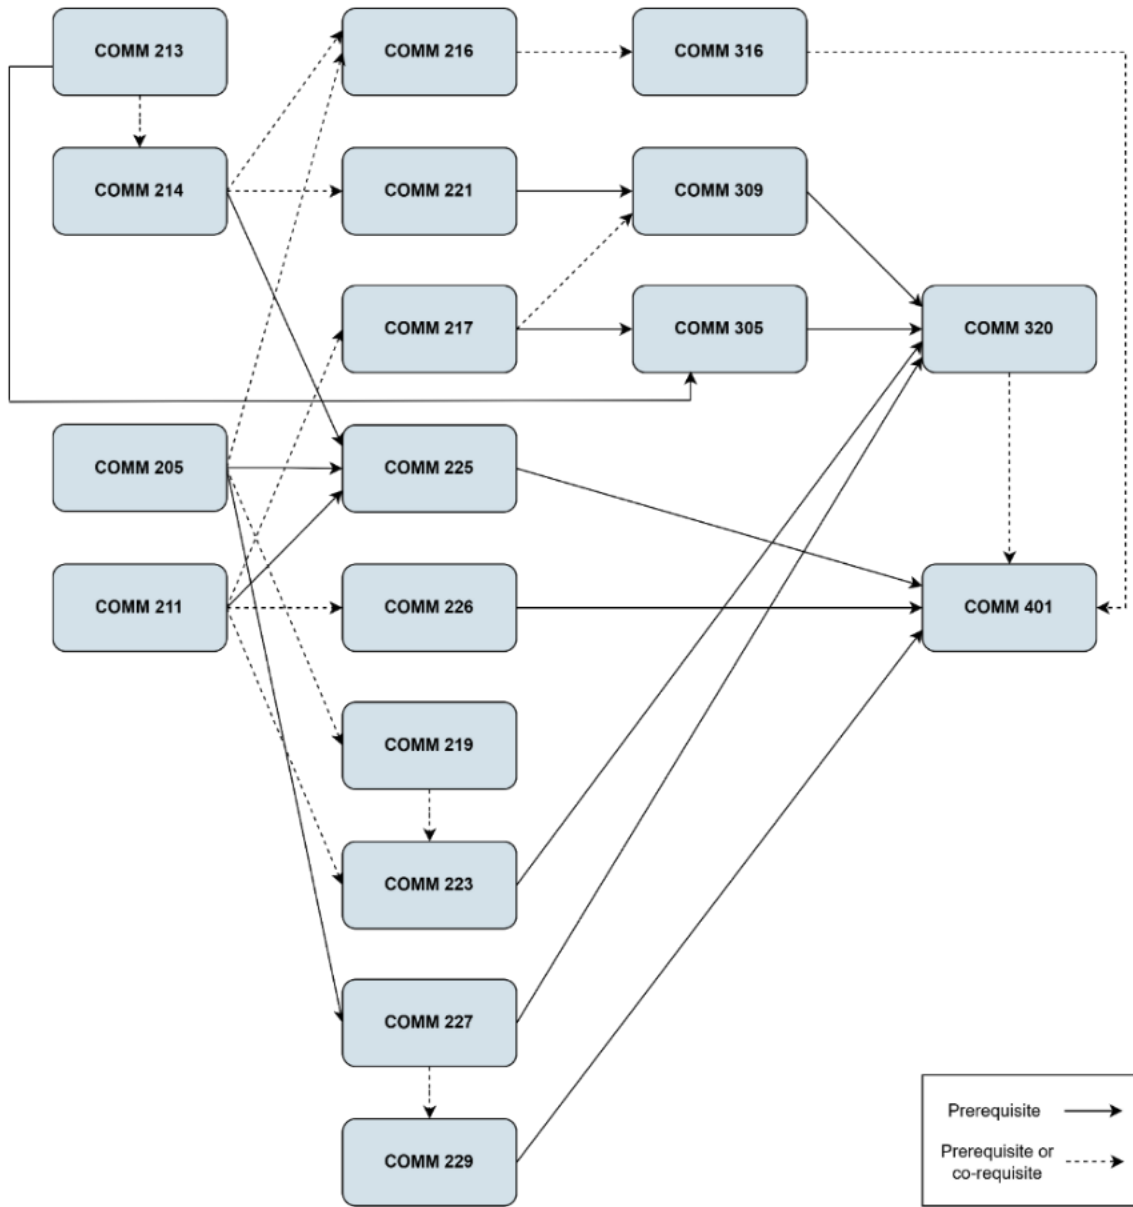 COMM 213
COMM 216
COMM 316
COMM 214
COMM 221
COMM 309
COMM 217
COMM 305
COMM 320
COMM 205
COMM 225
COMM 211
COMM 226
COMM 401
COMM 219
COMM 223
COMM 227
COMM 229
Prerequisite
Prerequisite or
co-requisite